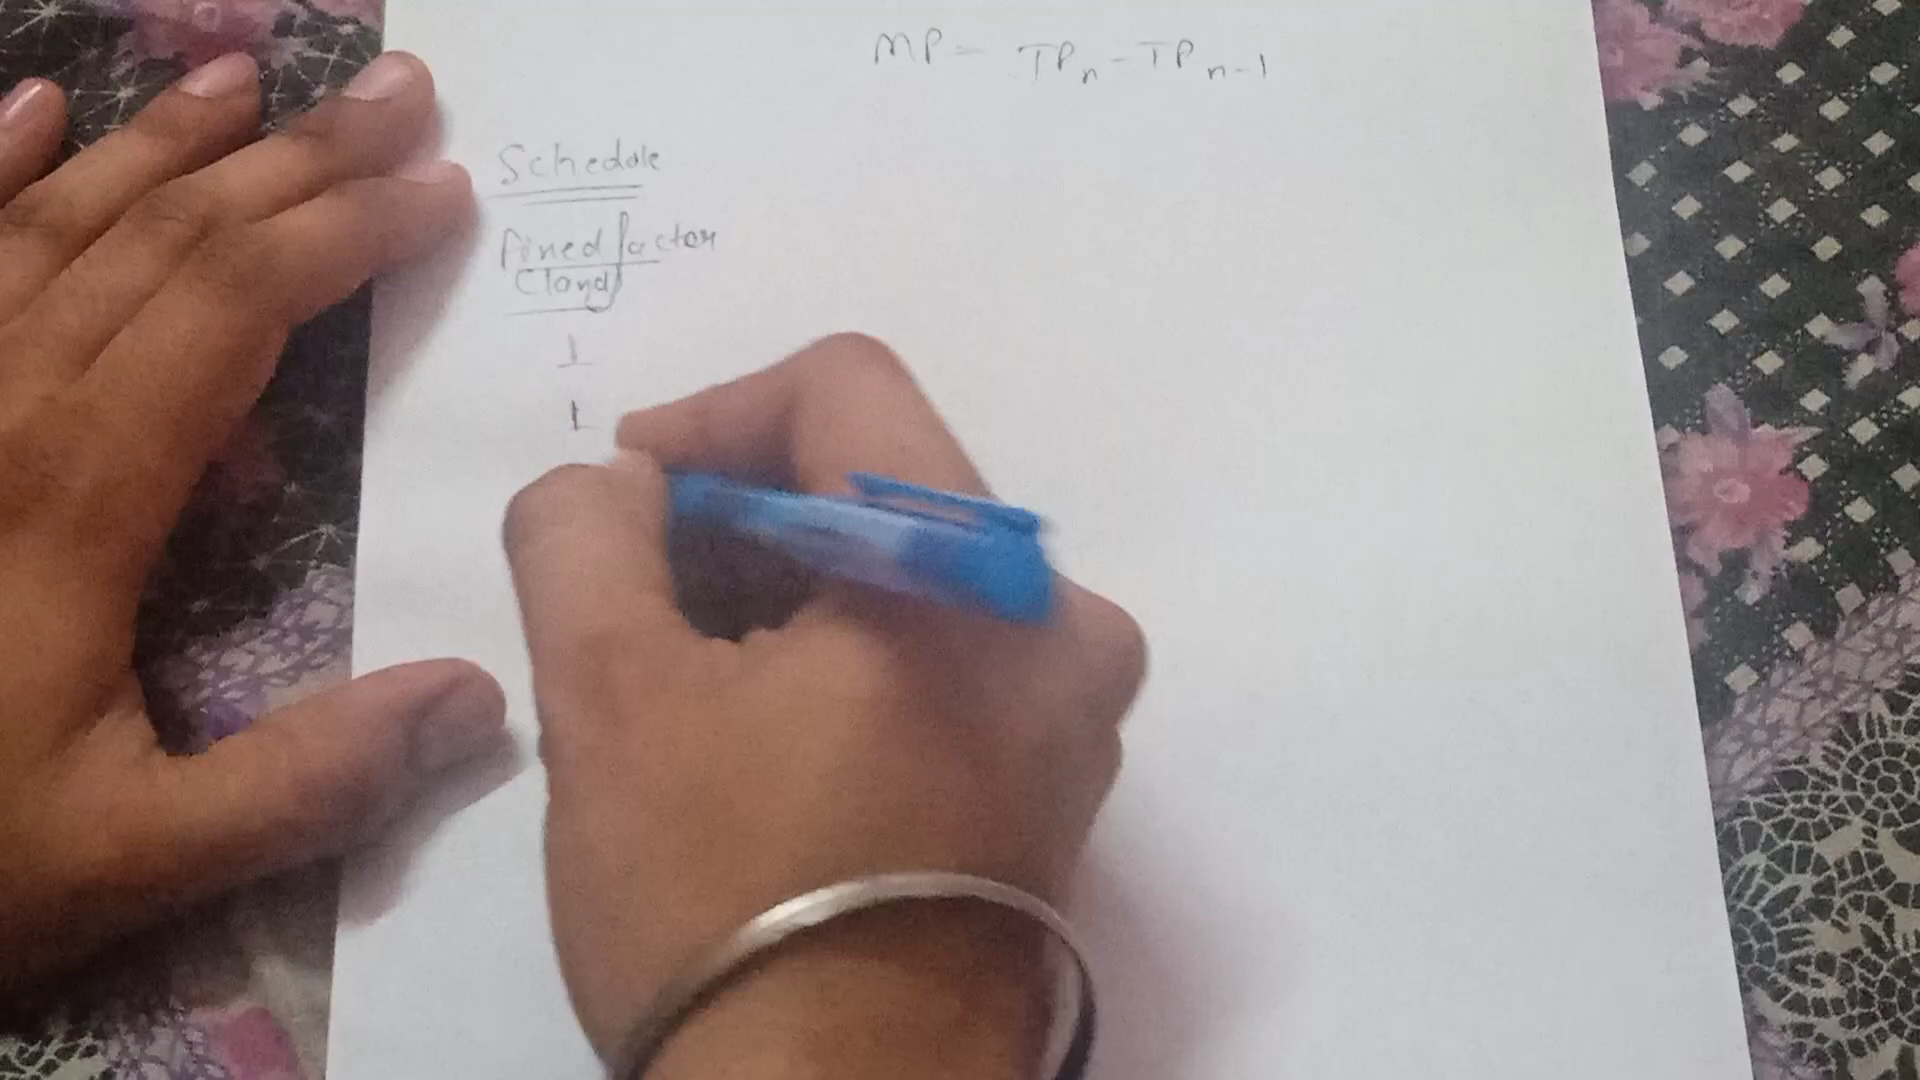 MP = TPn - TPn-1
Schedule
Fixed factor
(Land)
1
1